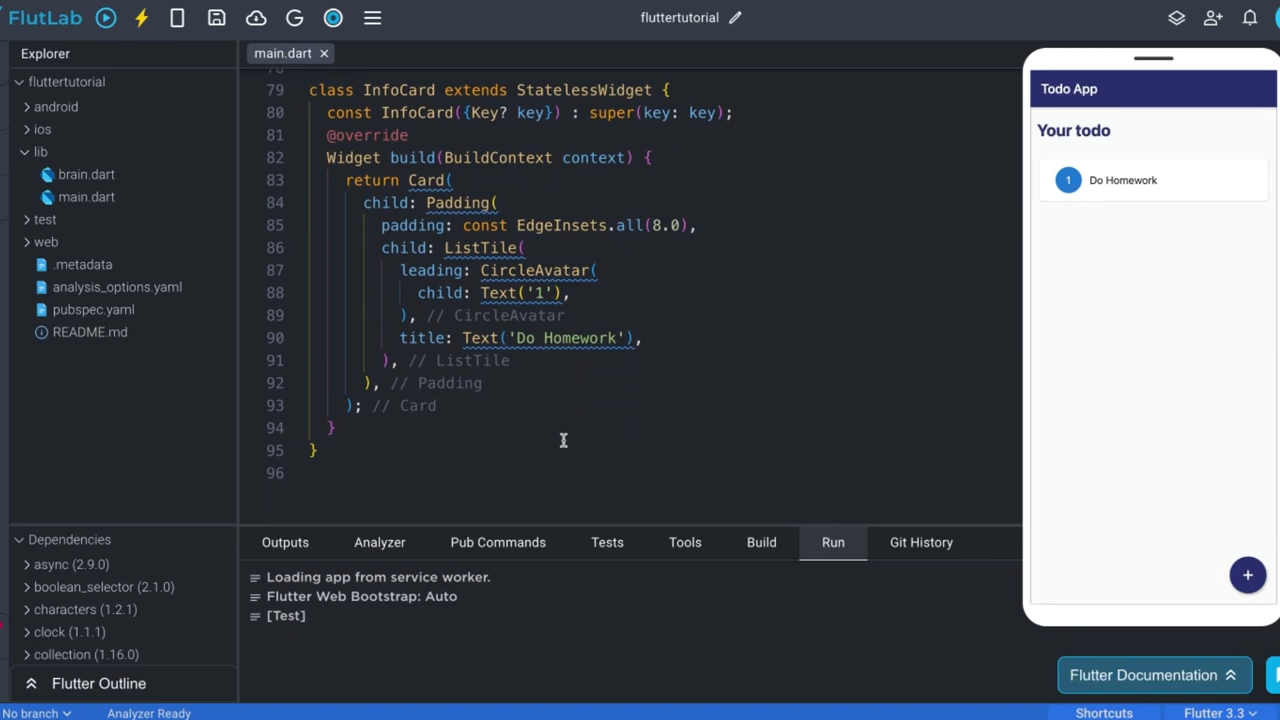 FlutLab
fluttertutorial
Explorer
main.dart
fluttertutorial
android
ios
lib
brain.dart
main.dart
test
web
.metadata
analysis_options.yaml
pubspec.yaml
README.md
79 class InfoCard extends StatelessWidget {
80 const InfoCard({Key? key}) : super(key: key);
81 @override
82 Widget build(BuildContext context) {
83 return Card(
84 child: Padding(
85 padding: const EdgeInsets.all(8.0),
86 child: ListTile(
87 leading: CircleAvatar(
88 child: Text('1'),
89 ), // CircleAvatar
90 title: Text('Do Homework'),
91 ), // ListTile
92 ), // Padding
93 ); // Card
94 }
95 }
96
Todo App
Your todo
1 Do Homework
+
Dependencies
async (2.9.0)
boolean_selector (2.1.0)
characters (1.2.1)
clock (1.1.1)
collection (1.16.0)
Flutter Outline
Outputs Analyzer Pub Commands Tests Tools Build Run Git History
Loading app from service worker.
Flutter Web Bootstrap: Auto
[Test]
Flutter Documentation
No branch Analyzer Ready Shortcuts Flutter 3.3